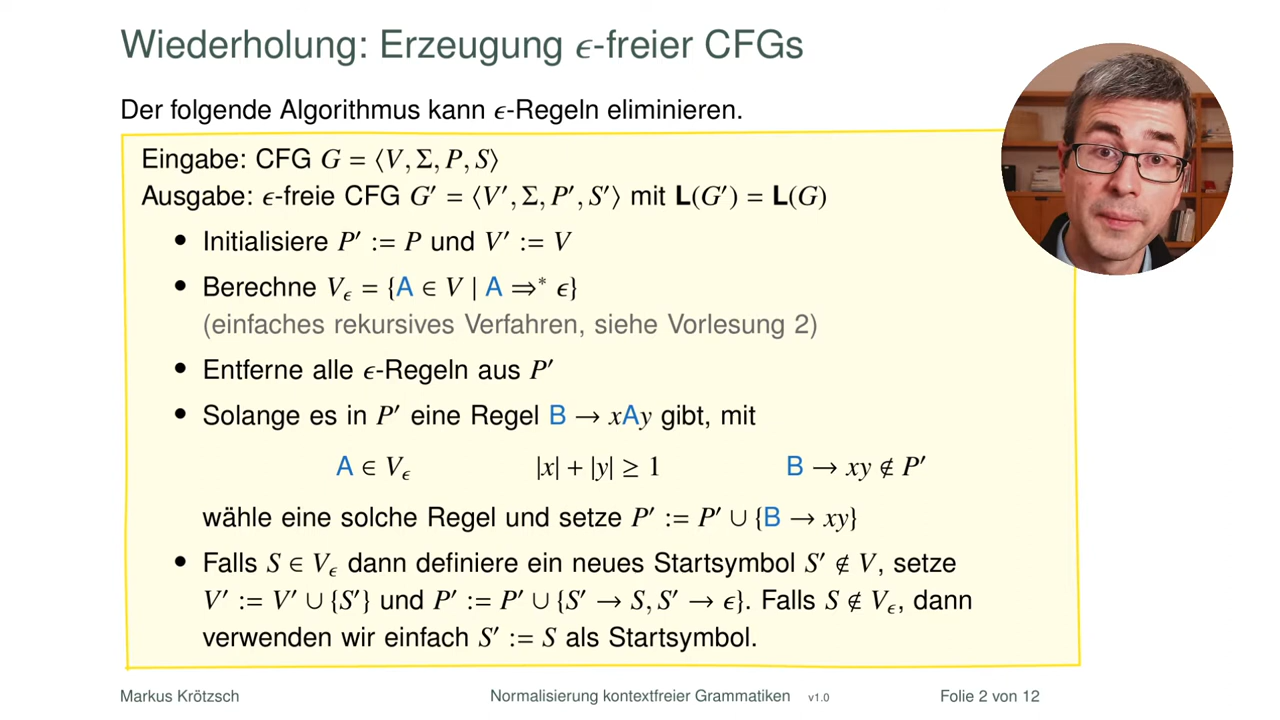 Wiederholung: Erzeugung ϵ-freier CFGs
Der folgende Algorithmus kann ϵ-Regeln eliminieren.
Eingabe: CFG G = ⟨V, Σ, P, S⟩
Ausgabe: ϵ-freie CFG G′ = ⟨V′, Σ, P′, S′⟩ mit L(G′) = L(G)
• Initialisiere P′ := P und V′ := V
• Berechne Vϵ = {A ∈ V | A ⇒* ϵ}
(einfaches rekursives Verfahren, siehe Vorlesung 2)
• Entferne alle ϵ-Regeln aus P′
• Solange es in P′ eine Regel B → xAy gibt, mit
A ∈ Vϵ |x| + |y| ≥ 1 B → xy ∉ P′
wähle eine solche Regel und setze P′ := P′ ∪ {B → xy}
• Falls S ∈ Vϵ dann definiere ein neues Startsymbol S′ ∉ V, setze
V′ := V′ ∪ {S′} und P′ := P′ ∪ {S′ → S, S′ → ϵ}. Falls S ∉ Vϵ, dann
verwenden wir einfach S′ := S als Startsymbol.
Markus Krötzsch Normalisierung kontextfreier Grammatiken v1.0 Folie 2 von 12